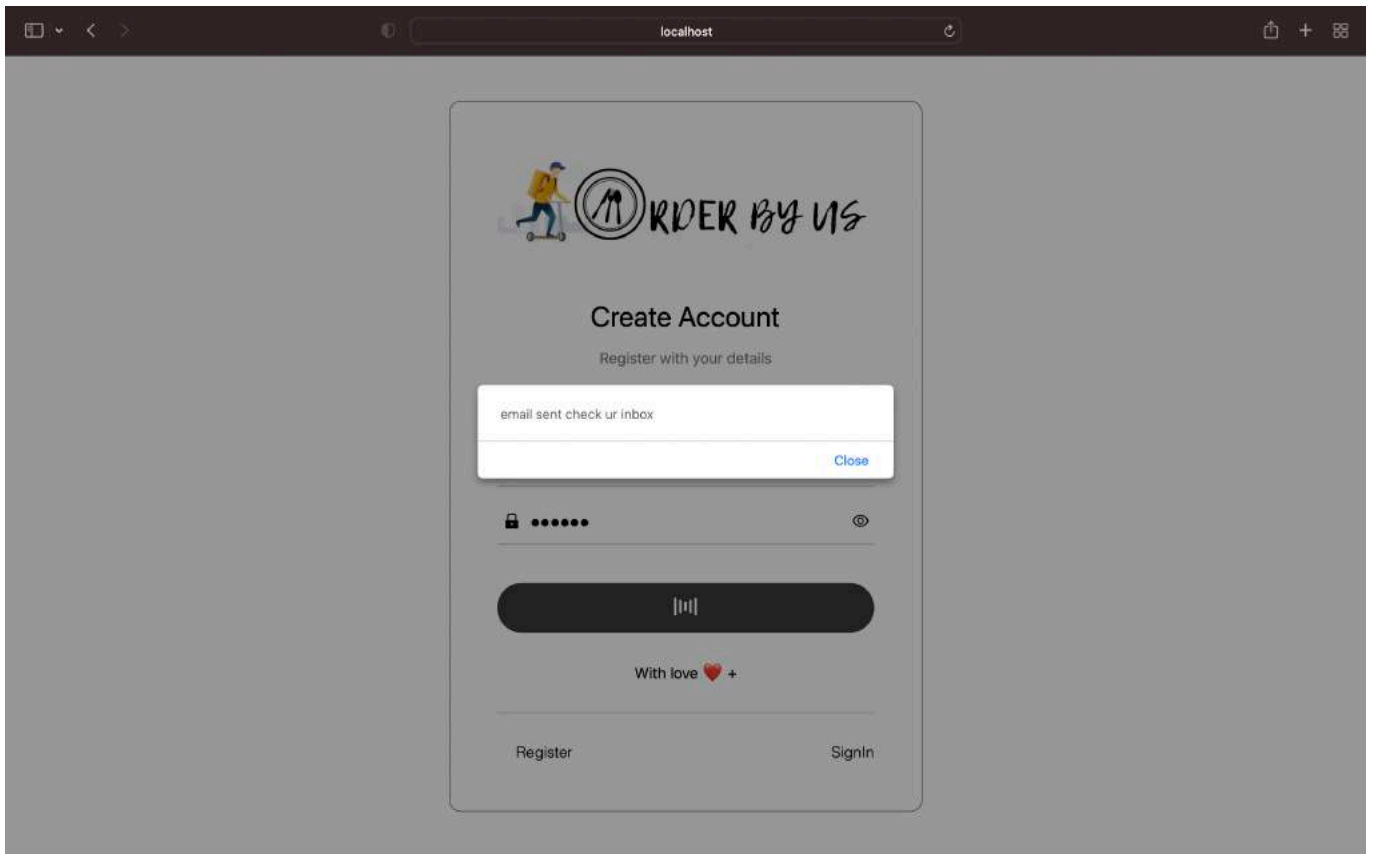 localhost
ORDER BY US
Create Account
Register with your details
email sent check ur inbox
Close
••••••
With love ❤️ +
Register SignIn